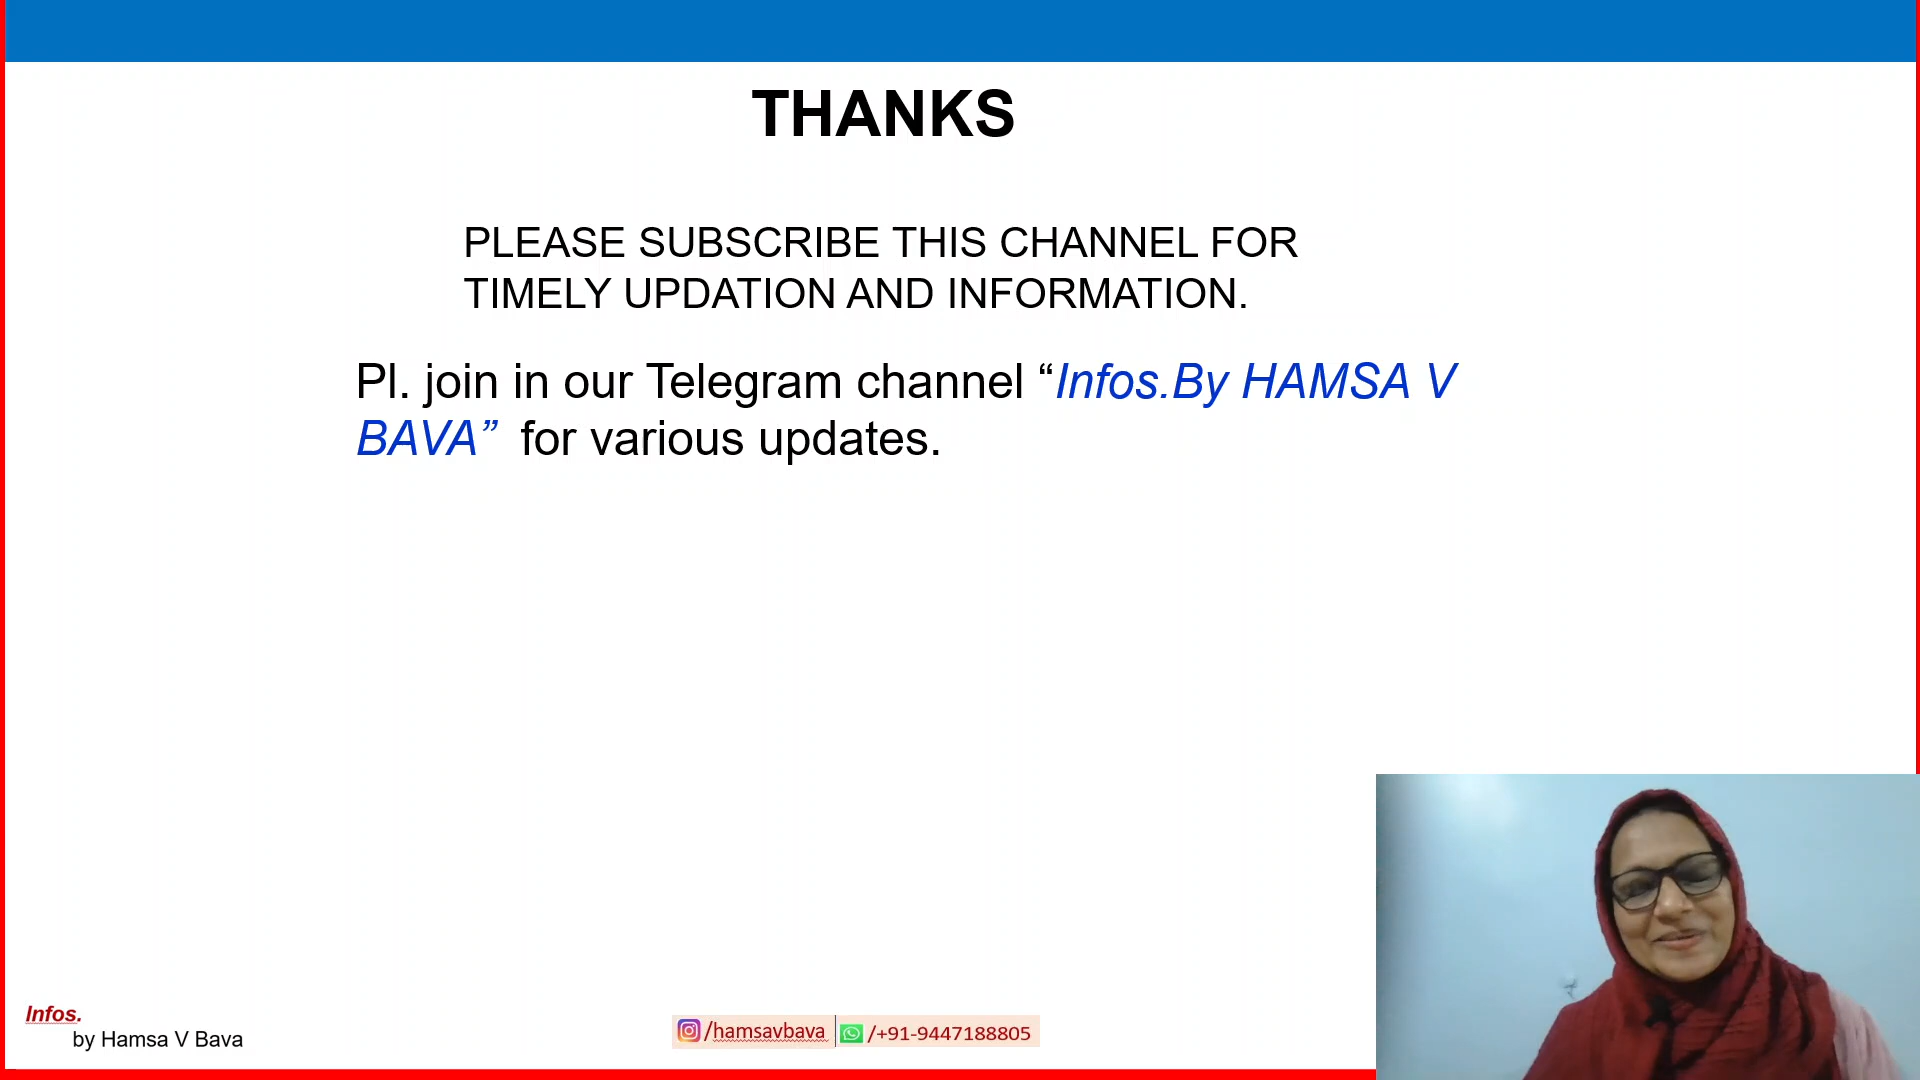 THANKS
PLEASE SUBSCRIBE THIS CHANNEL FOR
TIMELY UPDATION AND INFORMATION.
Pl. join in our Telegram channel “Infos.By HAMSA V
BAVA” for various updates.
Infos.
by Hamsa V Bava
/hamsavbava /+91-9447188805